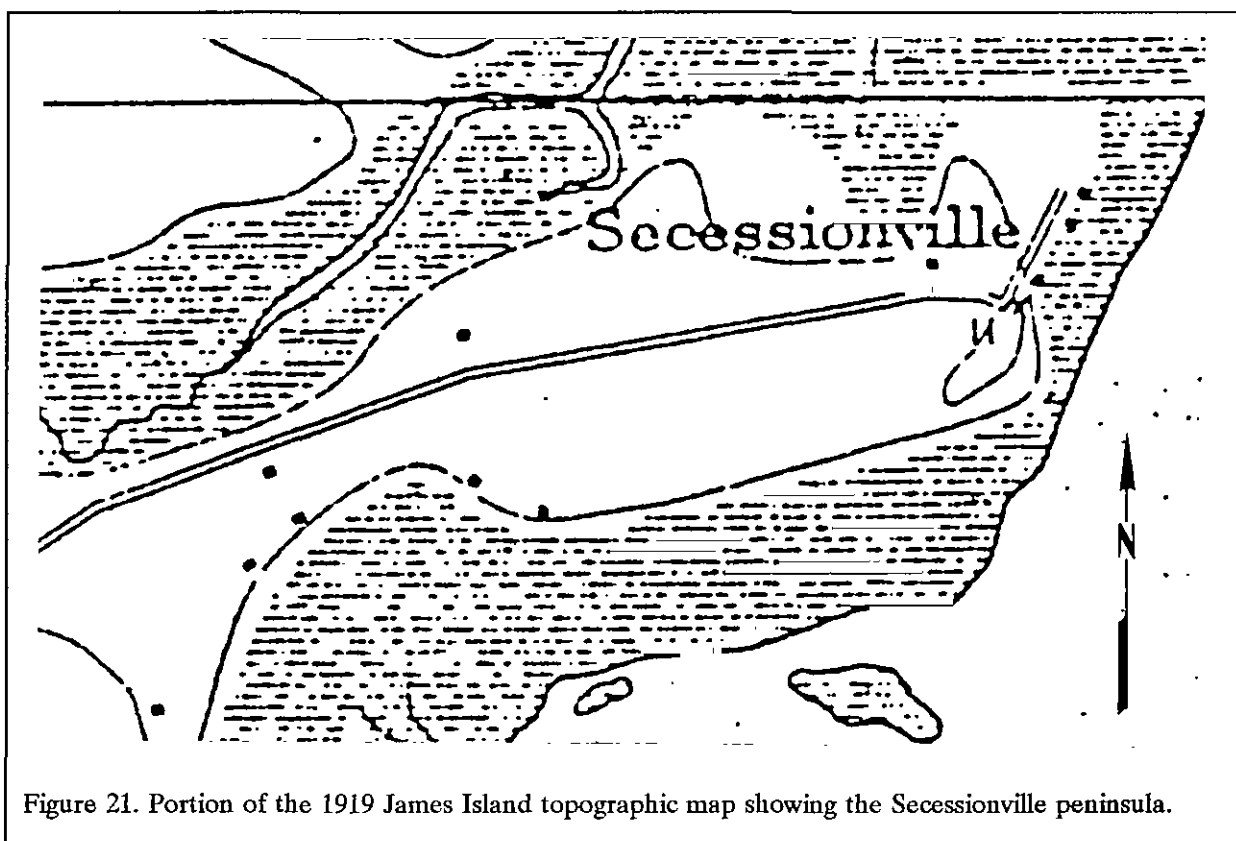 Secessionville
N
Figure 21. Portion of the 1919 James Island topographic map showing the Secessionville peninsula.